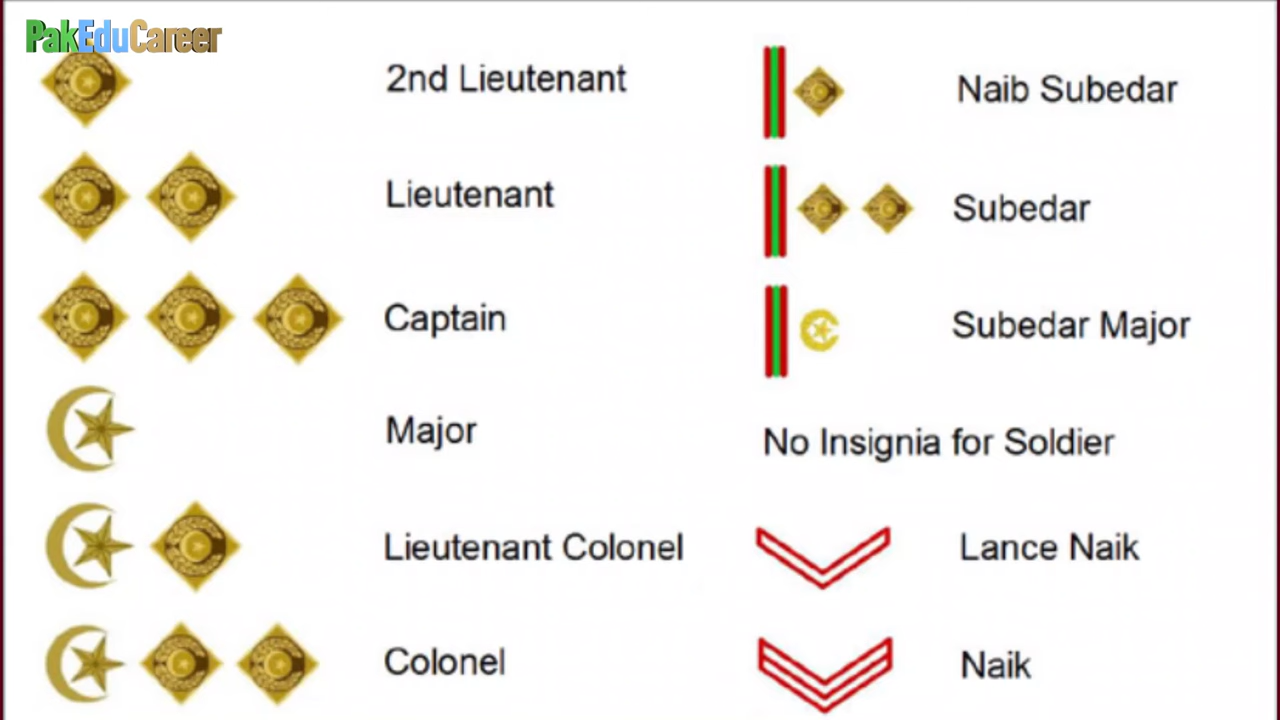 PakEduCareer
2nd Lieutenant
Lieutenant
Captain
Major
Lieutenant Colonel
Colonel
Naib Subedar
Subedar
Subedar Major
No Insignia for Soldier
Lance Naik
Naik